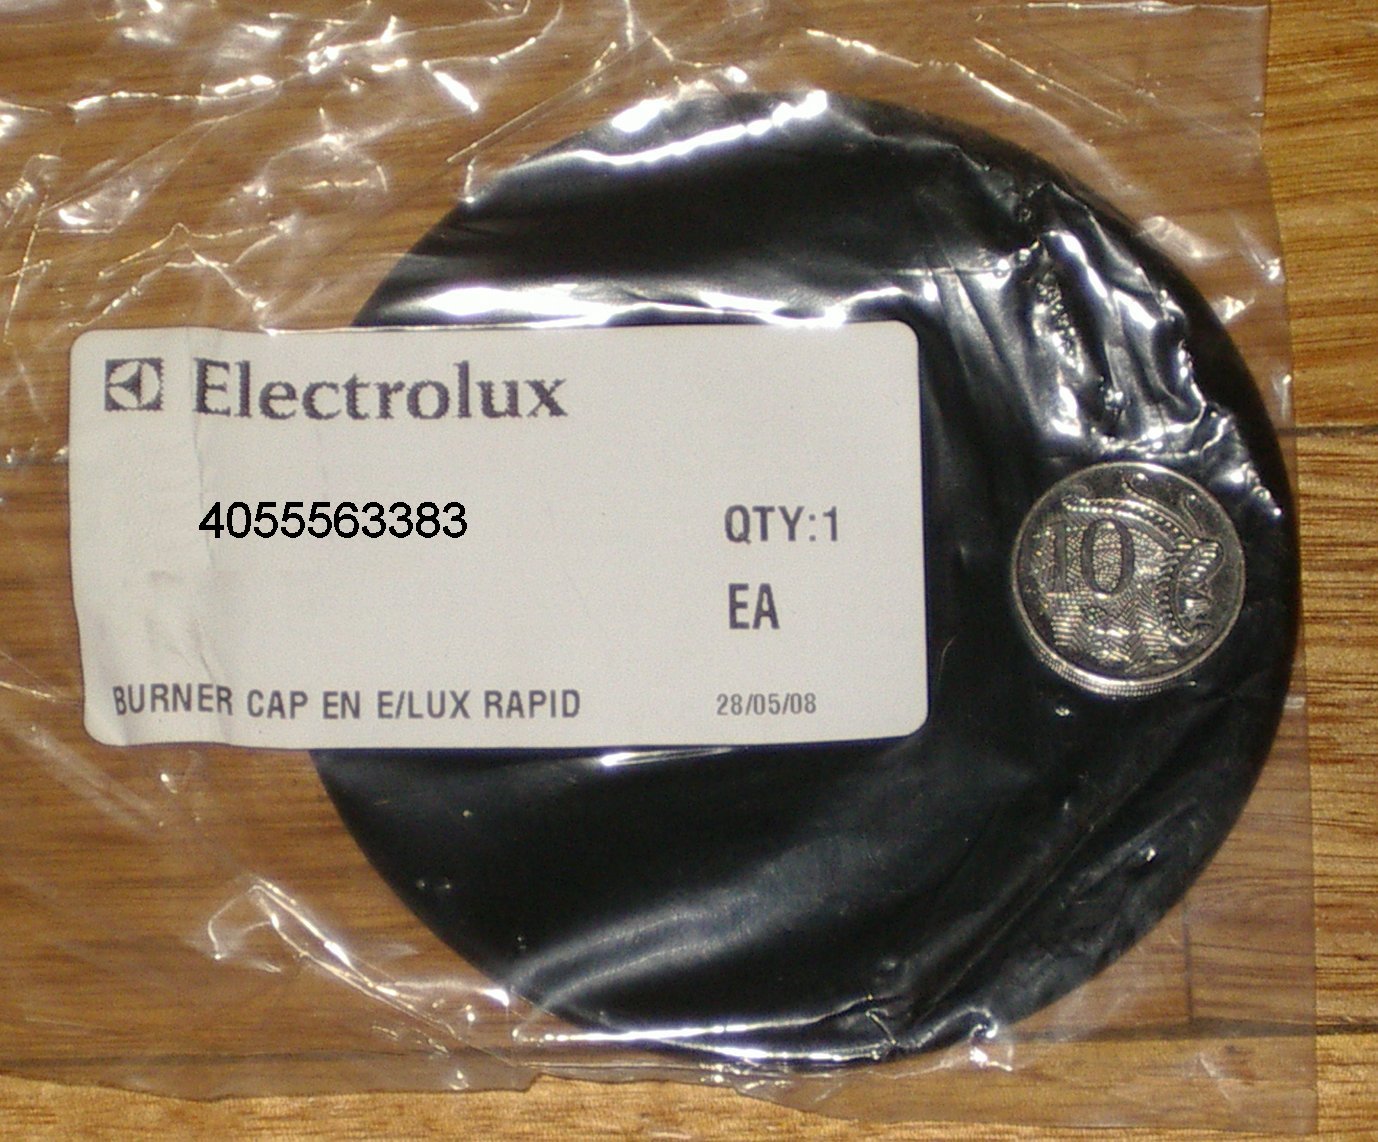 Electrolux
4055563383
QTY:1
EA
BURNER CAP EN E/LUX RAPID
28/05/08
10